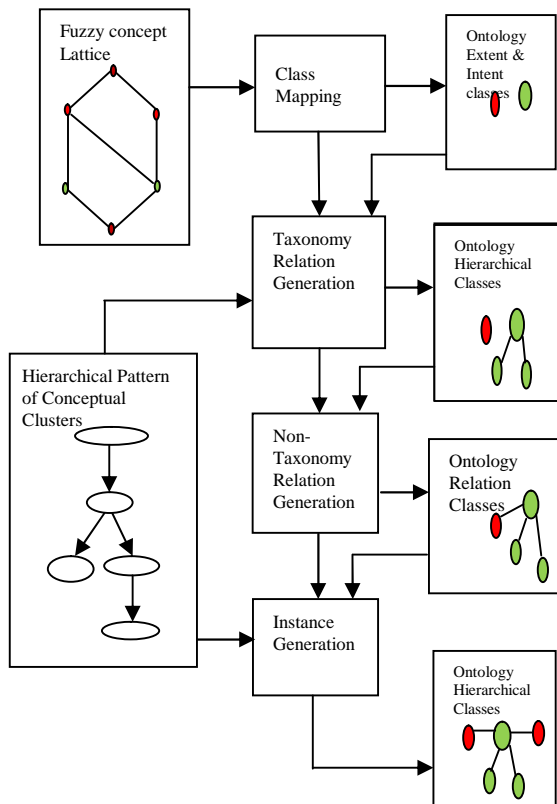 Fuzzy concept
Lattice
Class
Mapping
Ontology
Extent &
Intent
classes
Taxonomy
Relation
Generation
Ontology
Hierarchical
Classes
Hierarchical Pattern
of Conceptual
Clusters
Non-
Taxonomy
Relation
Generation
Ontology
Relation
Classes
Instance
Generation
Ontology
Hierarchical
Classes